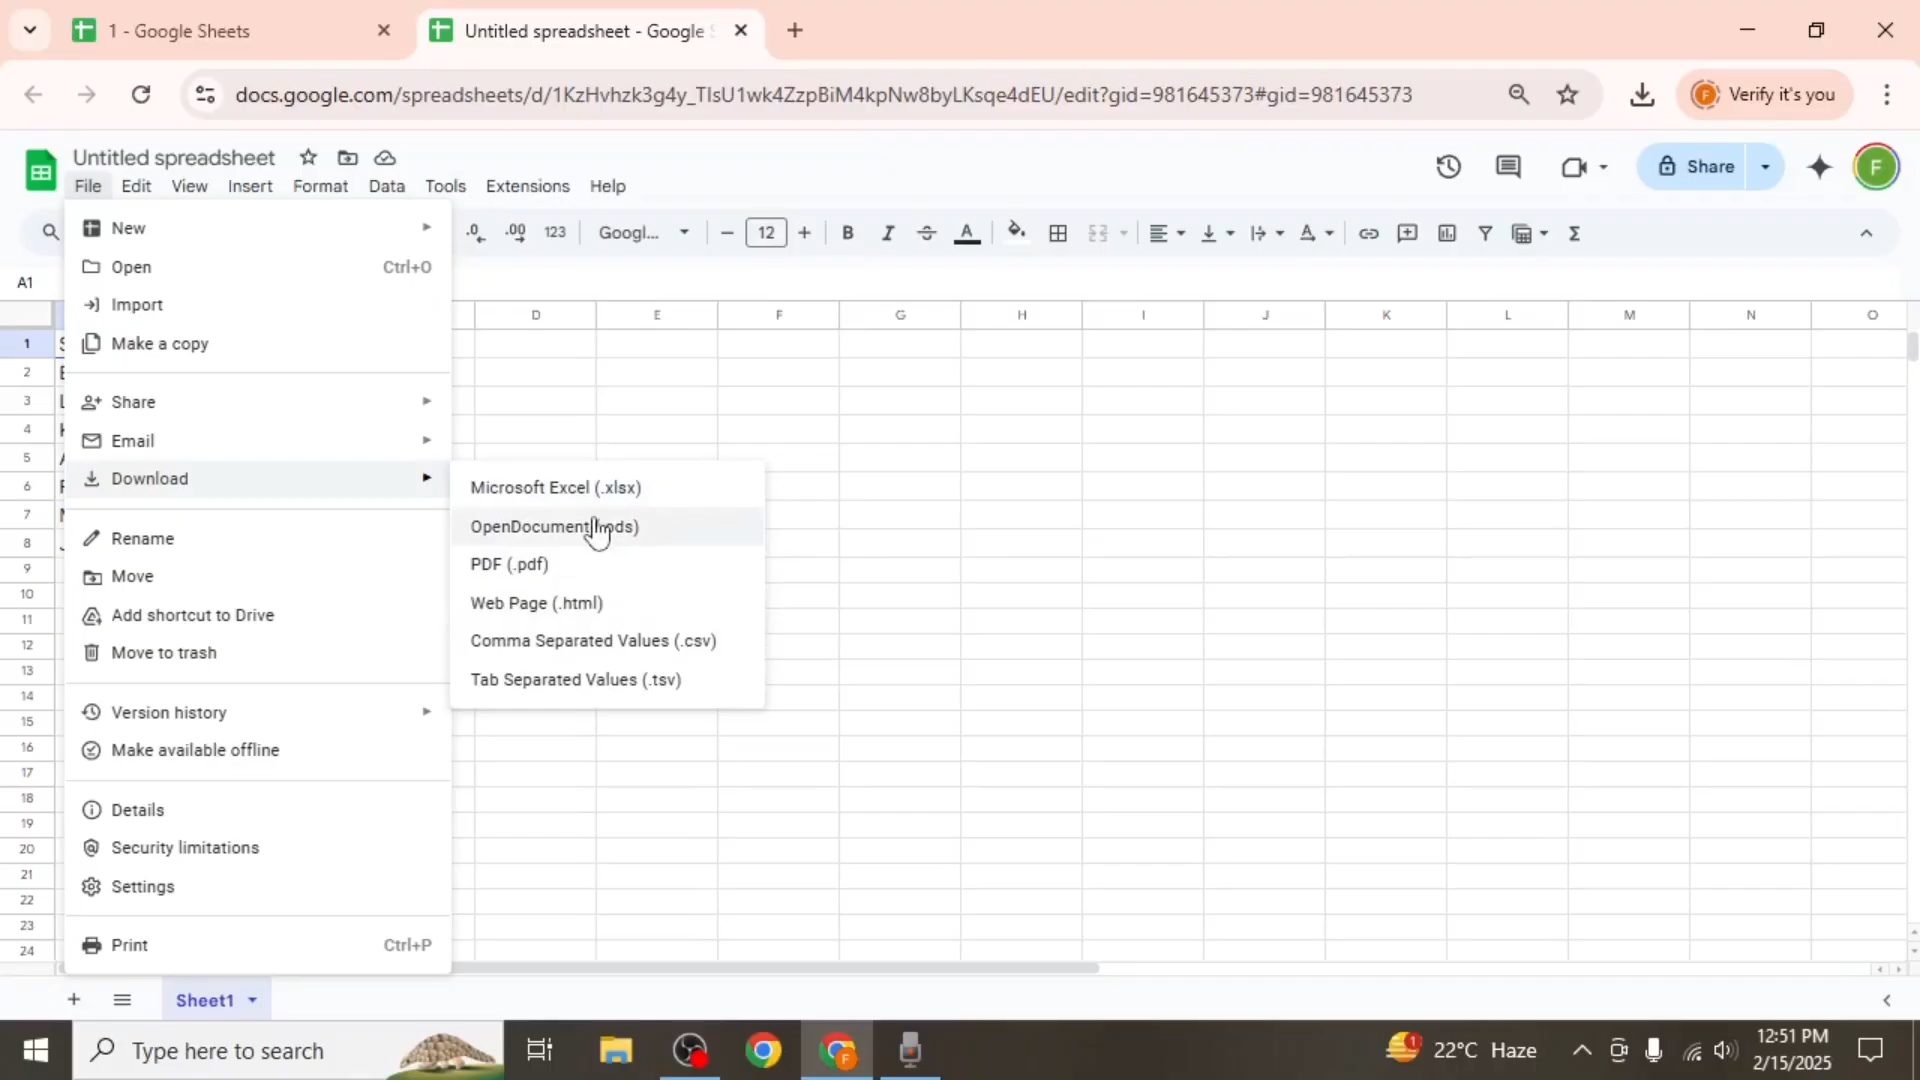 1 - Google Sheets
Untitled spreadsheet - Google
docs.google.com/spreadsheets/d/1KzHvhzk3g4y_TIsU1wk4ZzpBiM4kpNw8byLKsqe4dEU/edit?gid=981645373#gid=981645373
F
Verify it's you
Untitled spreadsheet
Share
F
File Edit View Insert Format Data Tools Extensions Help
.0 .00 123 Googl... 12 B I A
A1
D E F G H I J K L M N O
1
2
3
4
5
6
7
8
9
10
11
12
13
14
15
16
17
18
19
20
21
22
23
24
New
Open Ctrl+O
Import
Make a copy
Share
Email
Download
Rename
Move
Add shortcut to Drive
Move to trash
Version history
Make available offline
Details
Security limitations
Settings
Print Ctrl+P
Microsoft Excel (.xlsx)
OpenDocument ods)
PDF (.pdf)
Web Page (.html)
Comma Separated Values (.csv)
Tab Separated Values (.tsv)
Sheet1
Type here to search
F
1
22°C Haze
12:51 PM
2/15/2025